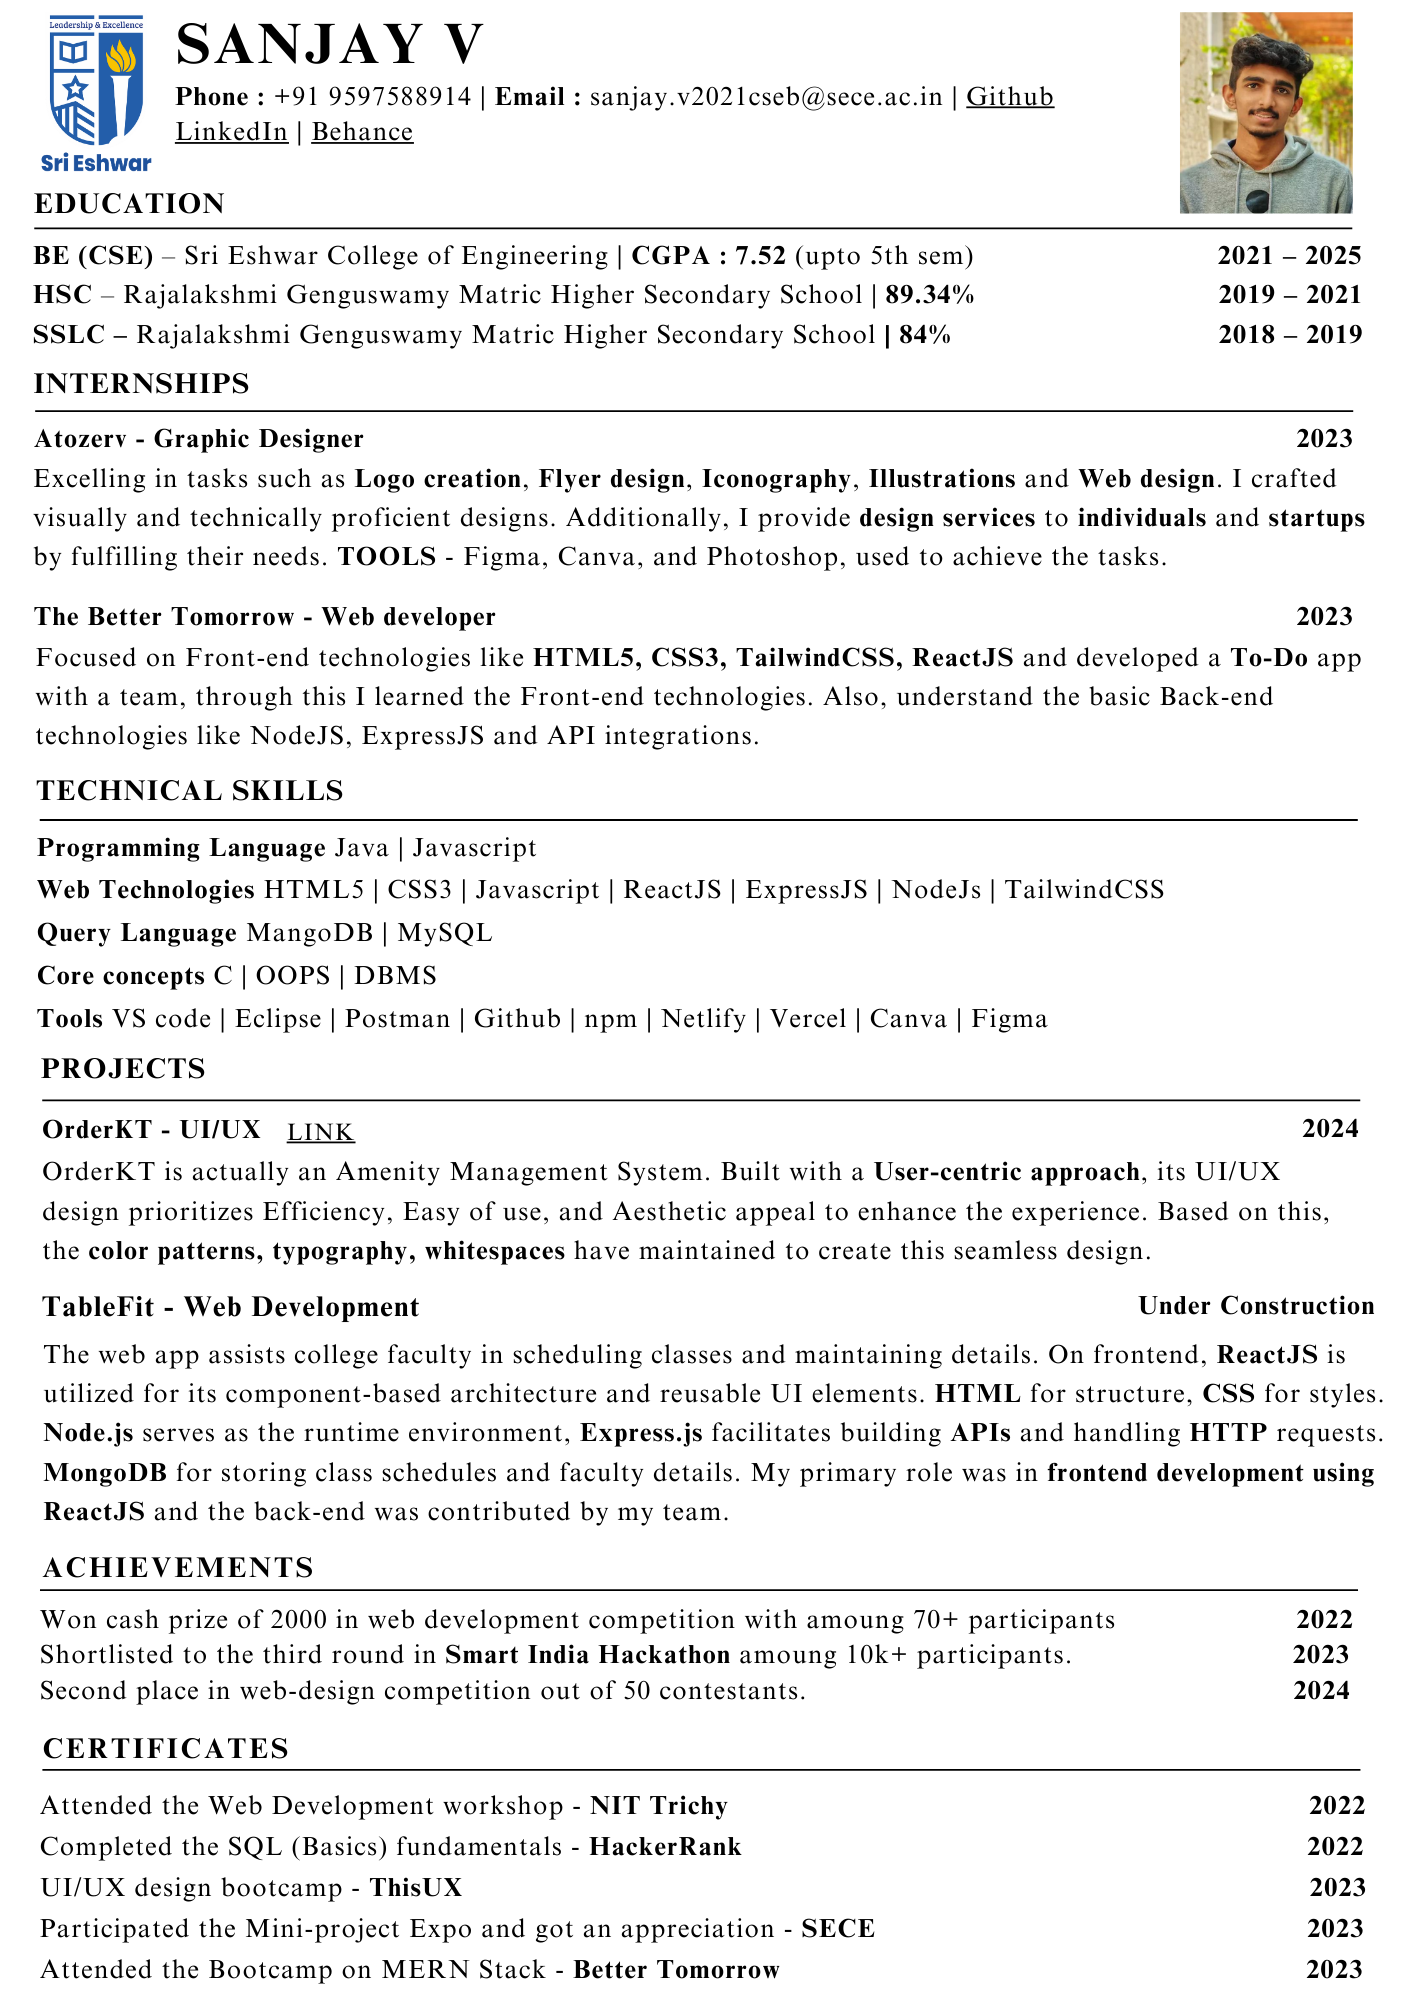 Leadership & Excellence
Sri Eshwar
SANJAY V
Phone : +91 9597588914 | Email : sanjay.v2021cseb@sece.ac.in | Github
LinkedIn | Behance
EDUCATION
BE (CSE) – Sri Eshwar College of Engineering | CGPA : 7.52 (upto 5th sem) 2021 – 2025
HSC – Rajalakshmi Genguswamy Matric Higher Secondary School | 89.34% 2019 – 2021
SSLC – Rajalakshmi Genguswamy Matric Higher Secondary School | 84% 2018 – 2019
INTERNSHIPS
Atozerv - Graphic Designer 2023
Excelling in tasks such as Logo creation, Flyer design, Iconography, Illustrations and Web design. I crafted
visually and technically proficient designs. Additionally, I provide design services to individuals and startups
by fulfilling their needs. TOOLS - Figma, Canva, and Photoshop, used to achieve the tasks.
The Better Tomorrow - Web developer 2023
Focused on Front-end technologies like HTML5, CSS3, TailwindCSS, ReactJS and developed a To-Do app
with a team, through this I learned the Front-end technologies. Also, understand the basic Back-end
technologies like NodeJS, ExpressJS and API integrations.
TECHNICAL SKILLS
Programming Language Java | Javascript
Web Technologies HTML5 | CSS3 | Javascript | ReactJS | ExpressJS | NodeJs | TailwindCSS
Query Language MangoDB | MySQL
Core concepts C | OOPS | DBMS
Tools VS code | Eclipse | Postman | Github | npm | Netlify | Vercel | Canva | Figma
PROJECTS
OrderKT - UI/UX LINK 2024
OrderKT is actually an Amenity Management System. Built with a User-centric approach, its UI/UX
design prioritizes Efficiency, Easy of use, and Aesthetic appeal to enhance the experience. Based on this,
the color patterns, typography, whitespaces have maintained to create this seamless design.
TableFit - Web Development Under Construction
The web app assists college faculty in scheduling classes and maintaining details. On frontend, ReactJS is
utilized for its component-based architecture and reusable UI elements. HTML for structure, CSS for styles.
Node.js serves as the runtime environment, Express.js facilitates building APIs and handling HTTP requests.
MongoDB for storing class schedules and faculty details. My primary role was in frontend development using
ReactJS and the back-end was contributed by my team.
ACHIEVEMENTS
Won cash prize of 2000 in web development competition with amoung 70+ participants 2022
Shortlisted to the third round in Smart India Hackathon amoung 10k+ participants. 2023
Second place in web-design competition out of 50 contestants. 2024
CERTIFICATES
Attended the Web Development workshop - NIT Trichy 2022
Completed the SQL (Basics) fundamentals - HackerRank 2022
UI/UX design bootcamp - ThisUX 2023
Participated the Mini-project Expo and got an appreciation - SECE 2023
Attended the Bootcamp on MERN Stack - Better Tomorrow 2023